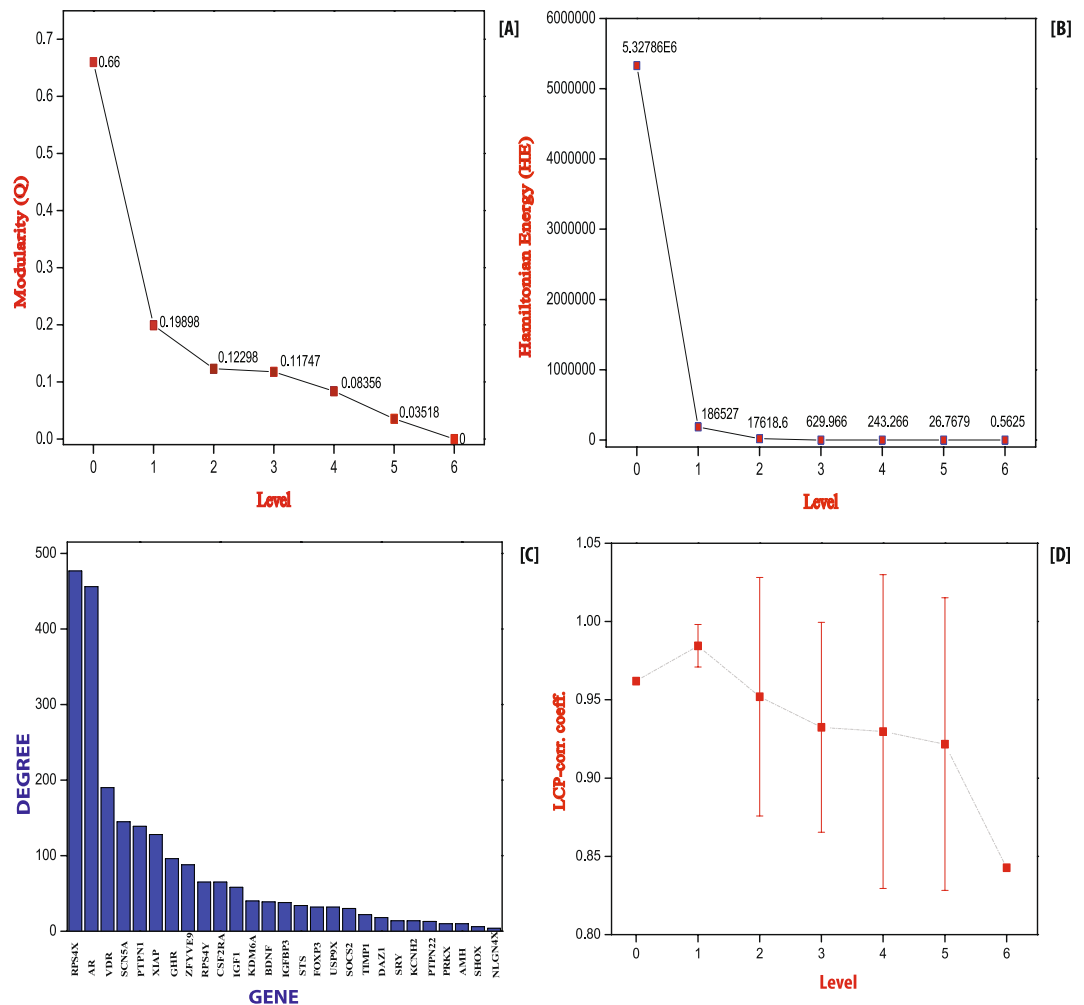 [A]
0.7
0.6
0.5
0.4
0.3
0.2
0.1
0.0
Modularity (Q)
0.66
0.19898
0.12298
0.11747
0.08356
0.03518
0
0 1 2 3 4 5 6
Level
[B]
6000000
5000000
4000000
3000000
2000000
1000000
0
Hamiltonian Energy (HE)
5.32786E6
186527
17618.6
629.966
243.266
26.7679
0.5625
0 1 2 3 4 5 6
Level
[C]
500
400
300
200
100
0
DEGREE
RPS4X
AR
VDR
SCN5A
PTPN1
XIAP
GHR
ZFYVE9
RPS4Y
CSF2RA
IGF1
KDM6A
BDNF
IGFBP3
STS
FOXP3
USP9X
SOCS2
TIMP1
DAZ1
SRY
KCNH2
PTPN22
PRKX
AMH
SHOX
NLGN4X
GENE
[D]
1.05
1.00
0.95
0.90
0.85
0.80
LCP-corr. coeff.
0 1 2 3 4 5 6
Level